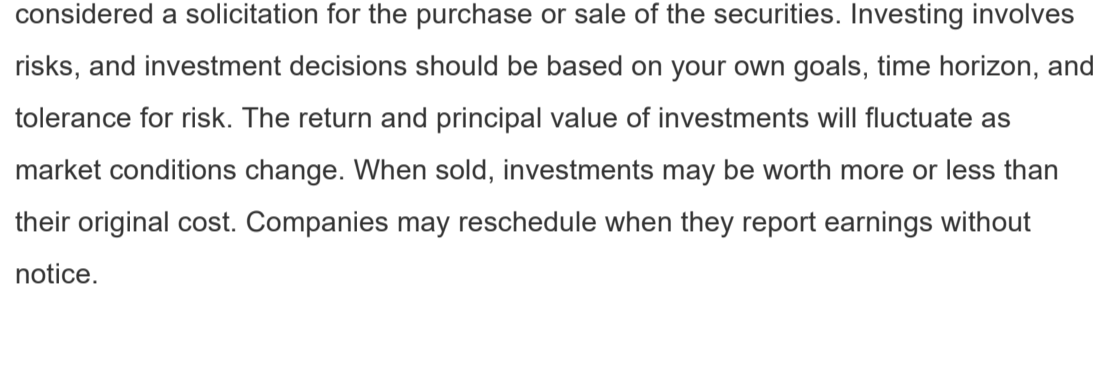 considered a solicitation for the purchase or sale of the securities. Investing involves
risks, and investment decisions should be based on your own goals, time horizon, and
tolerance for risk. The return and principal value of investments will fluctuate as
market conditions change. When sold, investments may be worth more or less than
their original cost. Companies may reschedule when they report earnings without
notice.